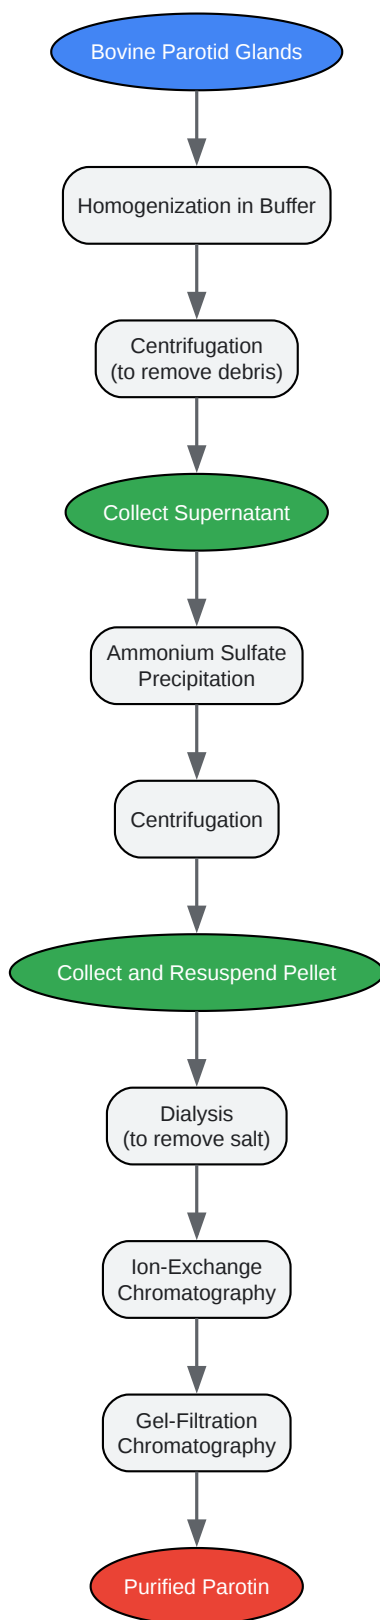 Bovine Parotid Glands
Homogenization in Buffer
Centrifugation
(to remove debris)
Collect Supernatant
Ammonium Sulfate
Precipitation
Centrifugation
Collect and Resuspend Pellet
Dialysis
(to remove salt)
Ion-Exchange
Chromatography
Gel-Filtration
Chromatography
Purified Parotin